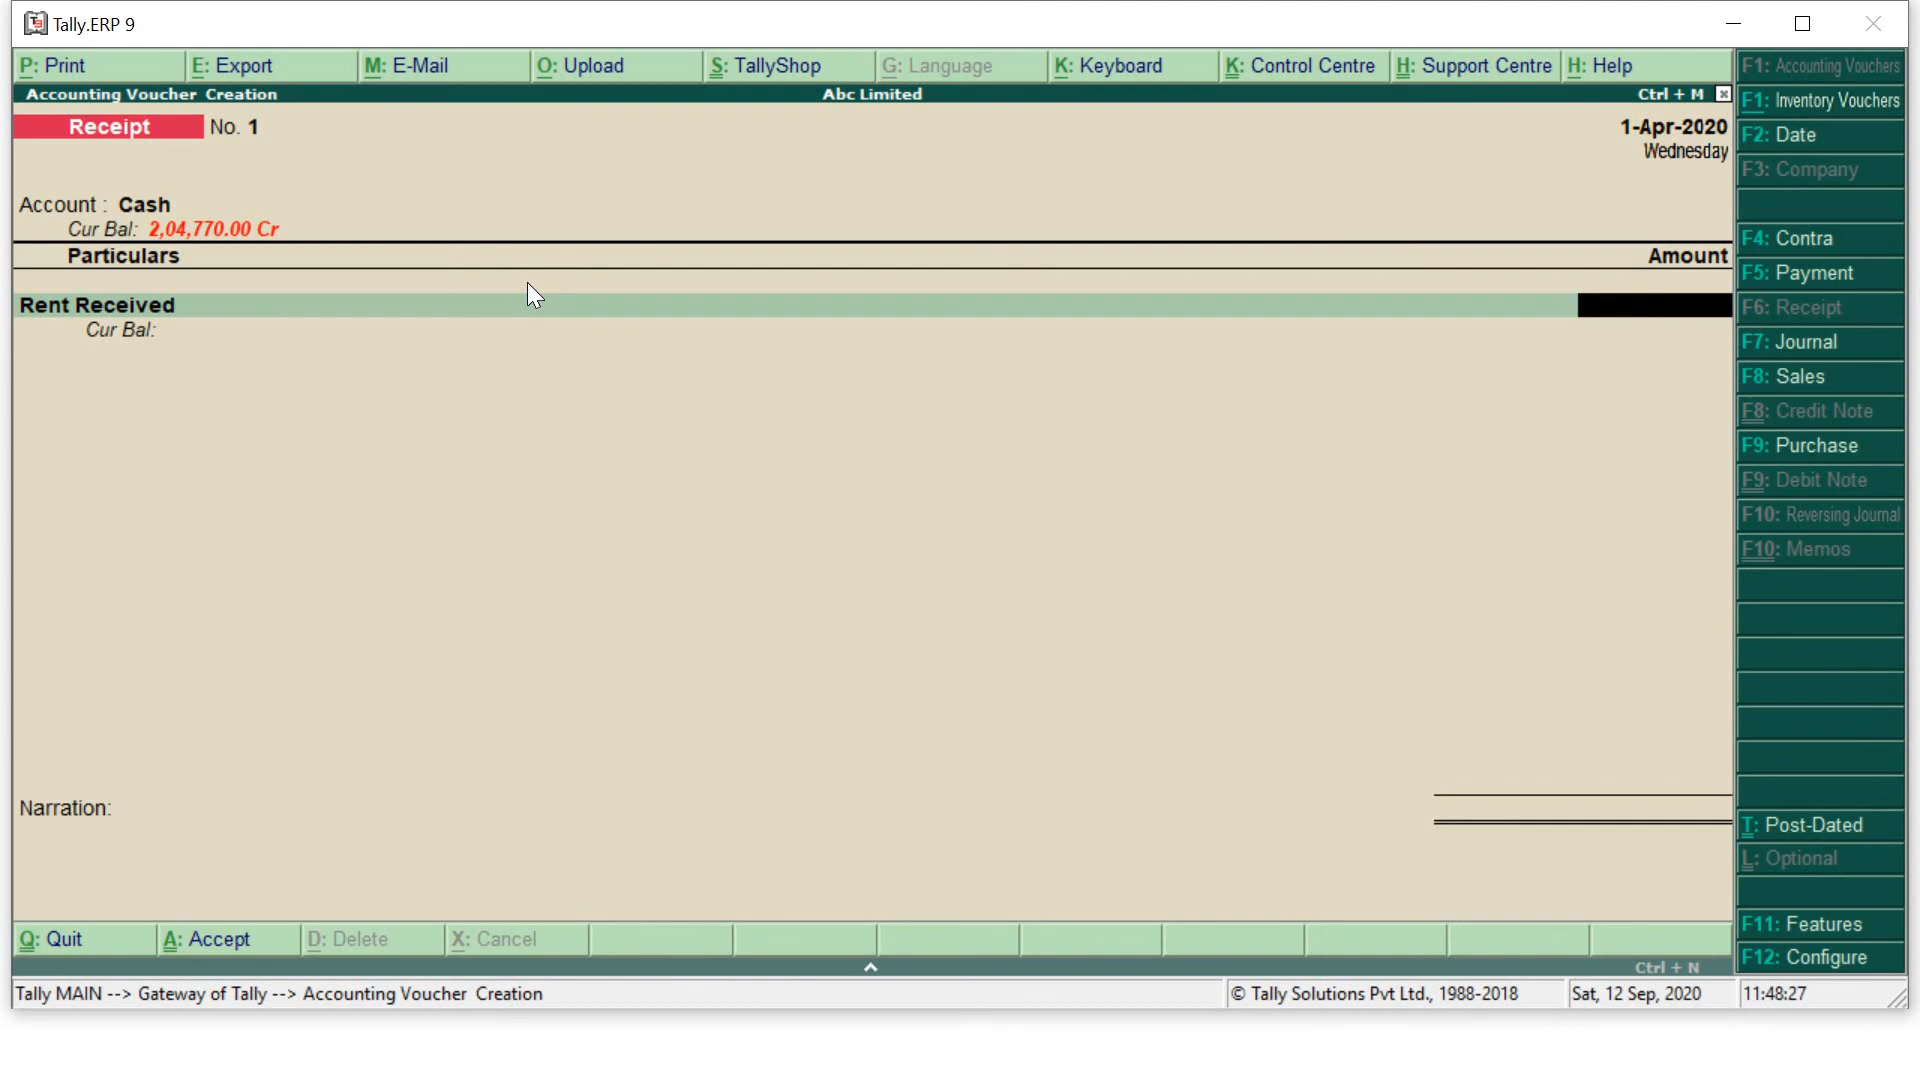 Tally.ERP 9
P: Print E: Export M: E-Mail O: Upload S: TallyShop G: Language K: Keyboard K: Control Centre H: Support Centre H: Help
Accounting Voucher Creation Abc Limited Ctrl + M
Receipt No. 1 1-Apr-2020
Wednesday
Account : Cash
Cur Bal: 2,04,770.00 Cr
Particulars Amount
Rent Received
Cur Bal:
Narration:
F1: Accounting Vouchers
F1: Inventory Vouchers
F2: Date
F3: Company
F4: Contra
F5: Payment
F6: Receipt
F7: Journal
F8: Sales
F8: Credit Note
F9: Purchase
F9: Debit Note
F10: Reversing Journal
F10: Memos
T: Post-Dated
L: Optional
F11: Features
F12: Configure
Q: Quit A: Accept D: Delete X: Cancel
Ctrl + N
Tally MAIN --> Gateway of Tally --> Accounting Voucher Creation © Tally Solutions Pvt Ltd., 1988-2018 Sat, 12 Sep, 2020 11:48:27